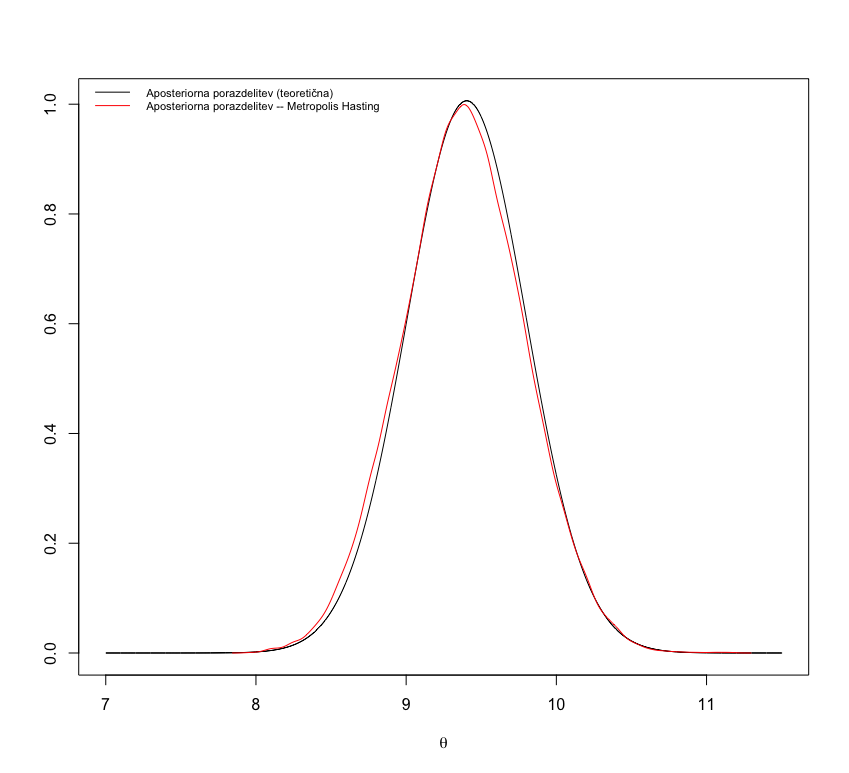 Aposteriorna porazdelitev (teoretična)
Aposteriorna porazdelitev -- Metropolis Hasting
1.0
0.8
0.6
0.4
0.2
0.0
7 8 9 10 11
θ